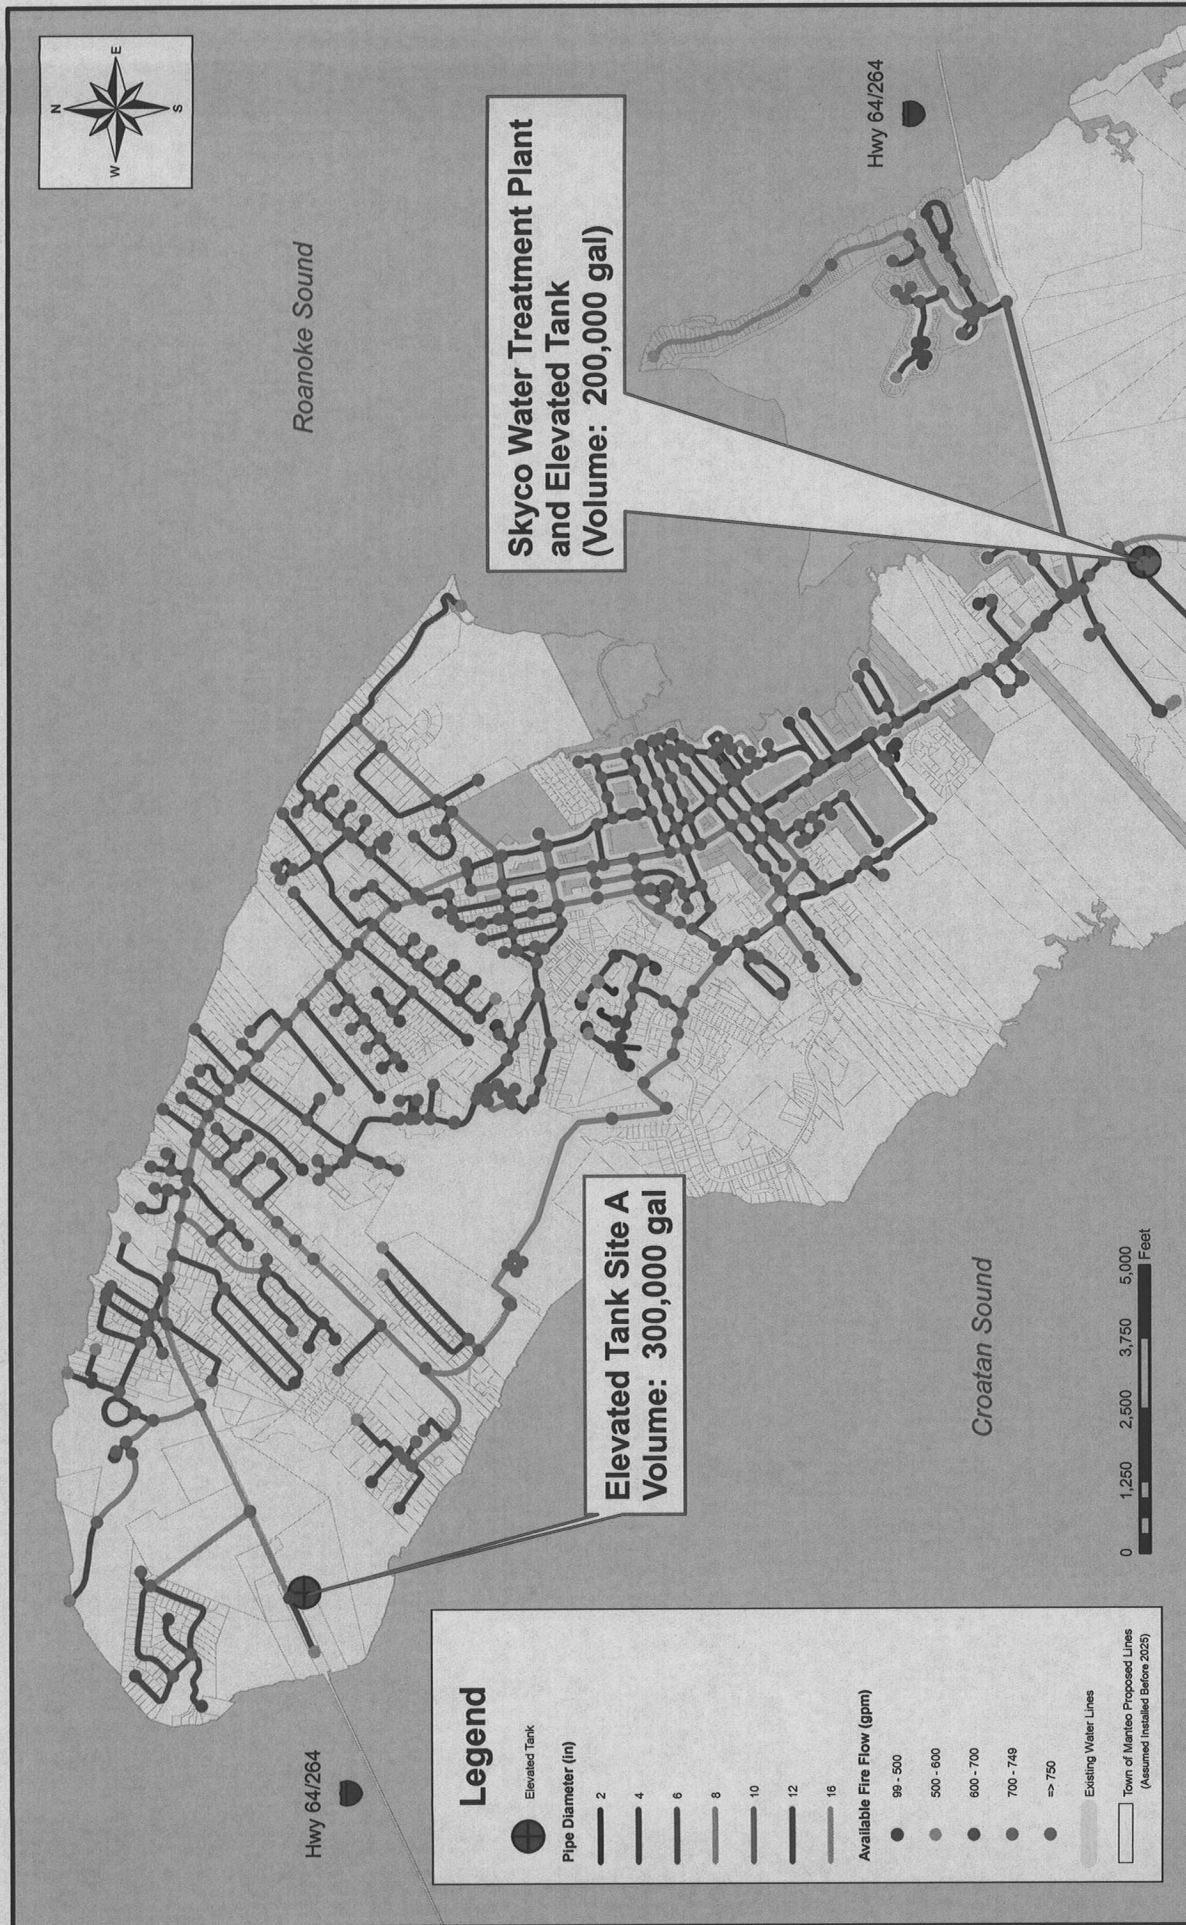 N
W
E
S
Roanoke Sound
Hwy 64/264
Skyco Water Treatment Plant
and Elevated Tank
(Volume: 200,000 gal)
Hwy 64/264
Elevated Tank Site A
Volume: 300,000 gal
Croatan Sound
Legend
Elevated Tank
Pipe Diameter (in)
2
4
6
8
10
12
16
Available Fire Flow (gpm)
99 - 500
500 - 600
600 - 700
700 - 749
=> 750
Existing Water Lines
Town of Manteo Proposed Lines
(Assumed Installed Before 2025)
0 1,250 2,500 3,750 5,000
Feet